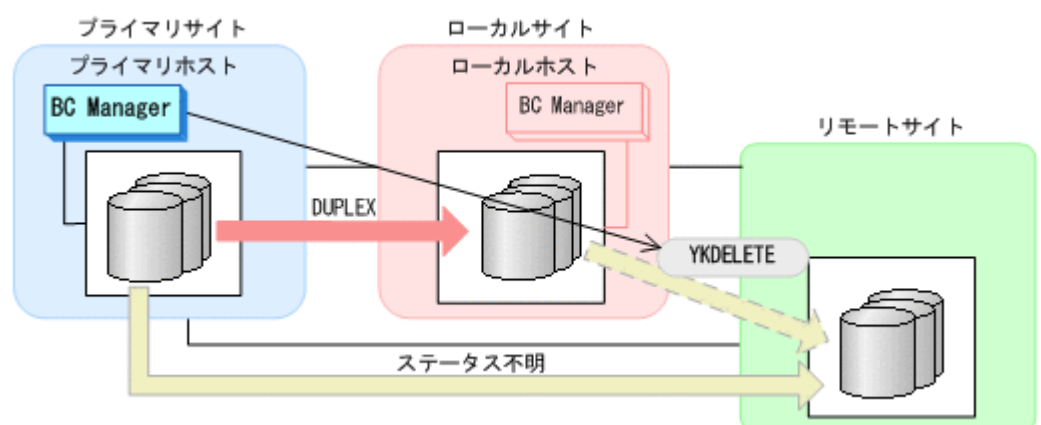 プライマリサイト
ローカルサイト
プライマリホスト
ローカルホスト
BC Manager
BC Manager
リモートサイト
DUPLEX
YKDELETE
ステータス不明